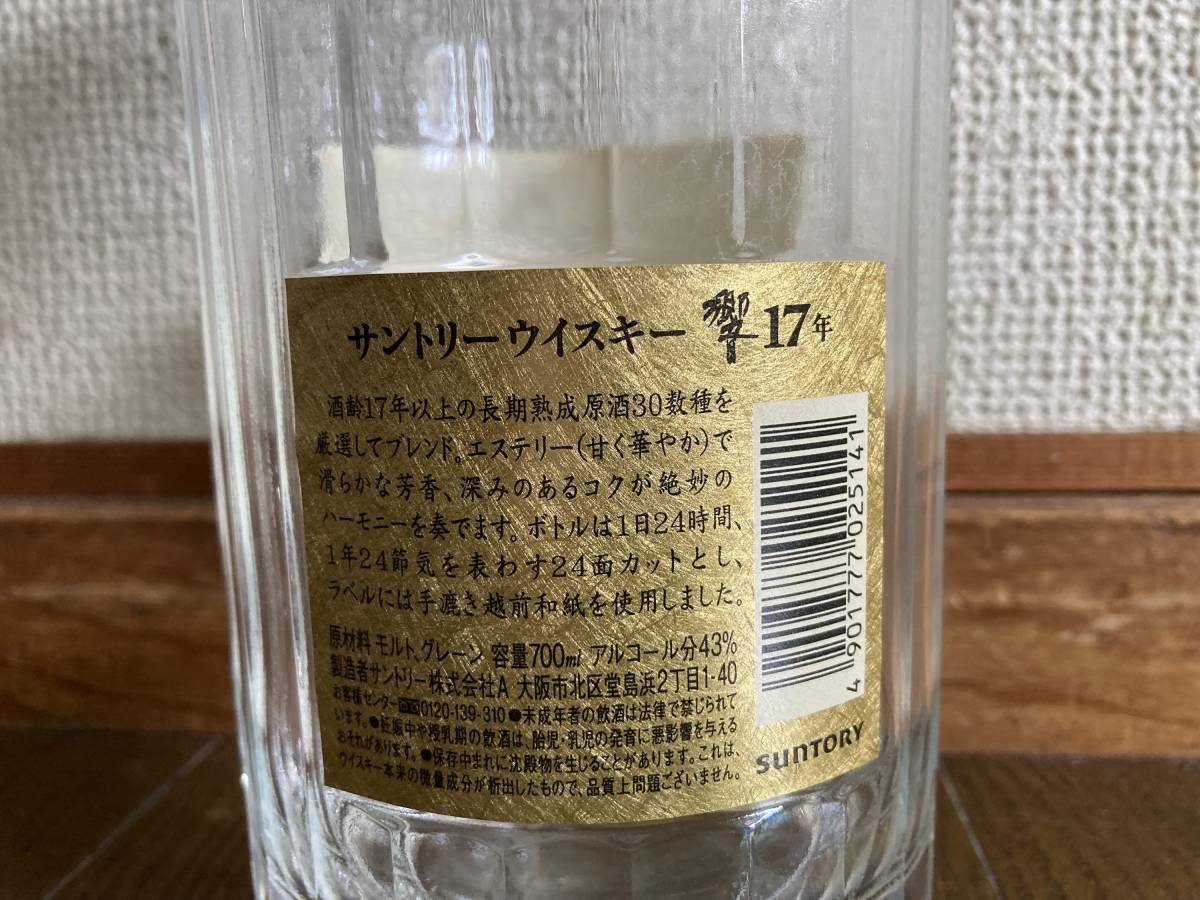 サントリーウイスキー 響 17年
酒齢17年以上の長期熟成原酒30数種を
厳選してブレンド。エステリー(甘く華やか)で
滑らかな芳香、深みのあるコクが絶妙の
ハーモニーを奏でます。ボトルは1日24時間、
1年24節気を表わす24面カットとし、
ラベルには手漉き越前和紙を使用しました。
原材料 モルト、グレーン 容量700ml アルコール分43%
製造者サントリー株式会社A 大阪市北区堂島浜2丁目1-40
お客様センター 0120-139-310 ●未成年者の飲酒は法律で禁じられて
います。●妊娠中や授乳期の飲酒は、胎児・乳児の発育に悪影響を与える
おそれがあります。●保存中まれに沈殿物を生じることがあります。これは、
ウイスキー本来の微量成分が析出したもので、品質上問題ございません。
4 901777 025141
SUNTORY